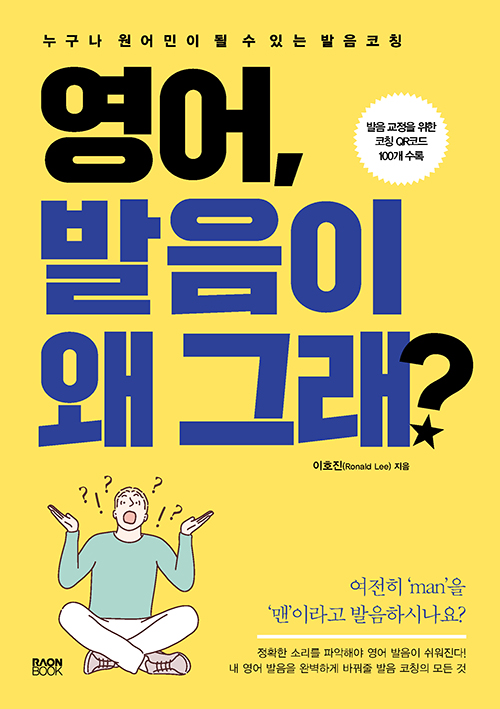 누구나 원어민이 될 수 있는 발음코칭
영어,
발음 교정을 위한
코칭 QR코드
100개 수록
발음이
왜 그래?
이호진(Ronald Lee) 지음
? ! ! ?
여전히 ‘man’을
‘맨’이라고 발음하시나요?
정확한 소리를 파악해야 영어 발음이 쉬워진다!
내 영어 발음을 완벽하게 바꿔줄 발음 코칭의 모든 것
RAON
BOOK